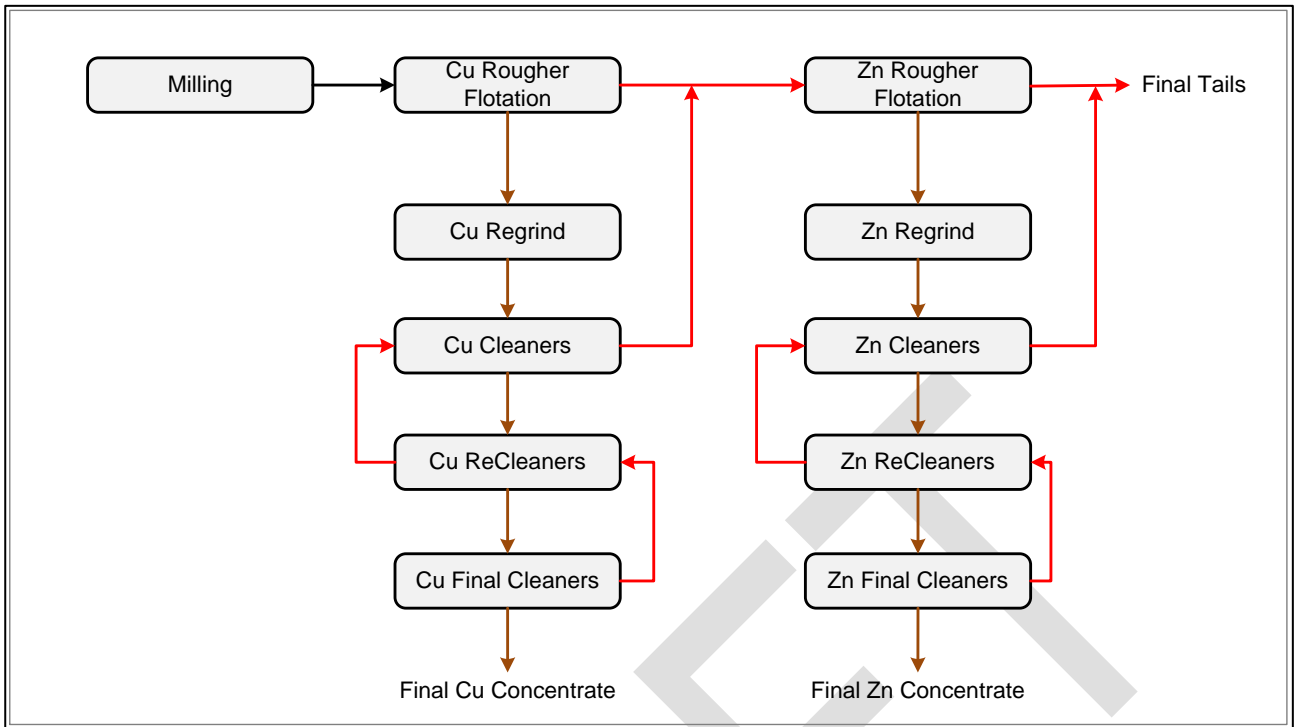 Milling
Cu Rougher
Flotation
Zn Rougher
Flotation
Final Tails
Cu Regrind
Zn Regrind
Cu Cleaners
Zn Cleaners
Cu ReCleaners
Zn ReCleaners
Cu Final Cleaners
Zn Final Cleaners
Final Cu Concentrate
Final Zn Concentrate